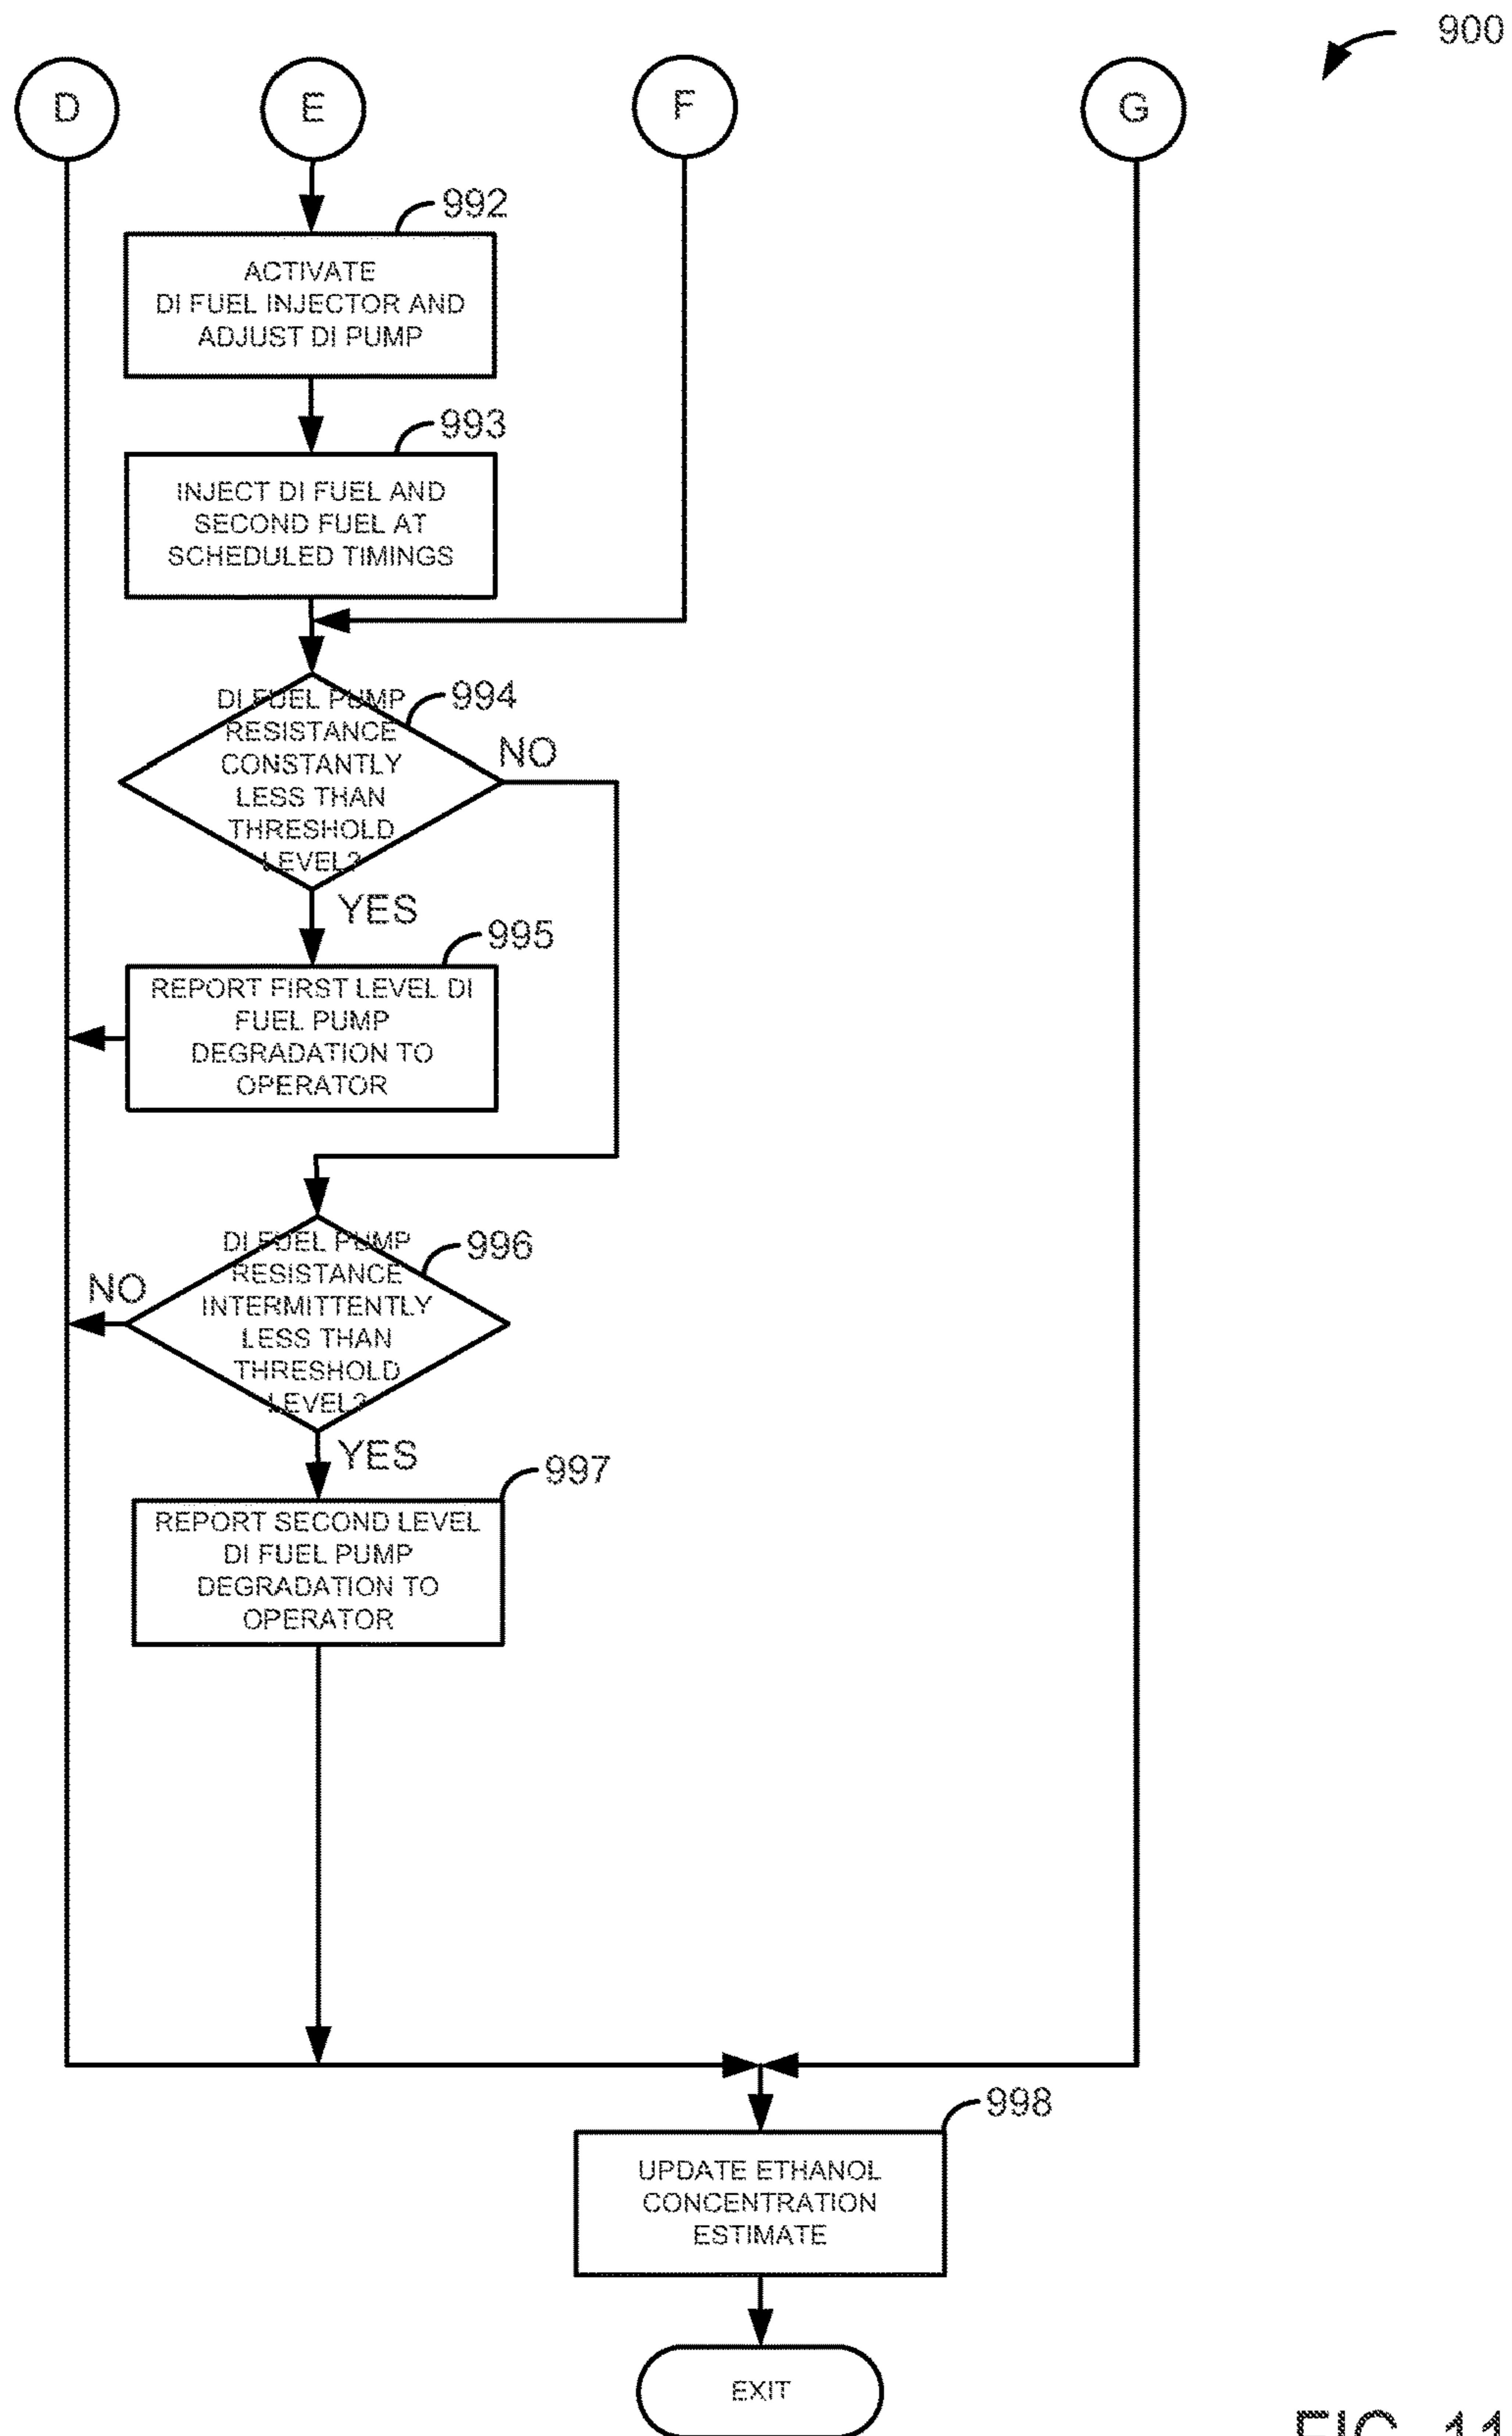 900
D
E
F
G
992
ACTIVATE
DI FUEL INJECTOR AND
ADJUST DI PUMP
993
INJECT DI FUEL AND
SECOND FUEL AT
SCHEDULED TIMINGS
994
DI FUEL PUMP
RESISTANCE
CONSTANTLY
LESS THAN
THRESHOLD
LEVEL?
NO
YES
995
REPORT FIRST LEVEL DI
FUEL PUMP
DEGRADATION TO
OPERATOR
996
DI FUEL PUMP
RESISTANCE
INTERMITTENTLY
LESS THAN
THRESHOLD
LEVEL?
NO
YES
997
REPORT SECOND LEVEL
DI FUEL PUMP
DEGRADATION TO
OPERATOR
998
UPDATE ETHANOL
CONCENTRATION
ESTIMATE
EXIT
FIG. 11